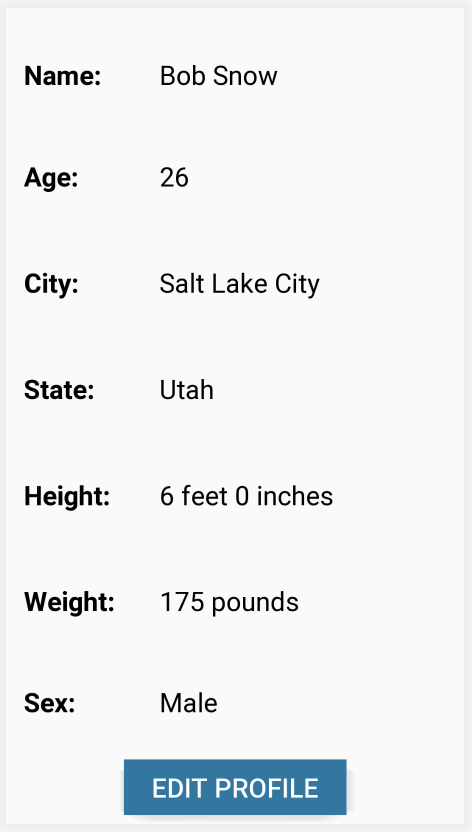 Name: Bob Snow
Age: 26
City: Salt Lake City
State: Utah
Height: 6 feet 0 inches
Weight: 175 pounds
Sex: Male
EDIT PROFILE